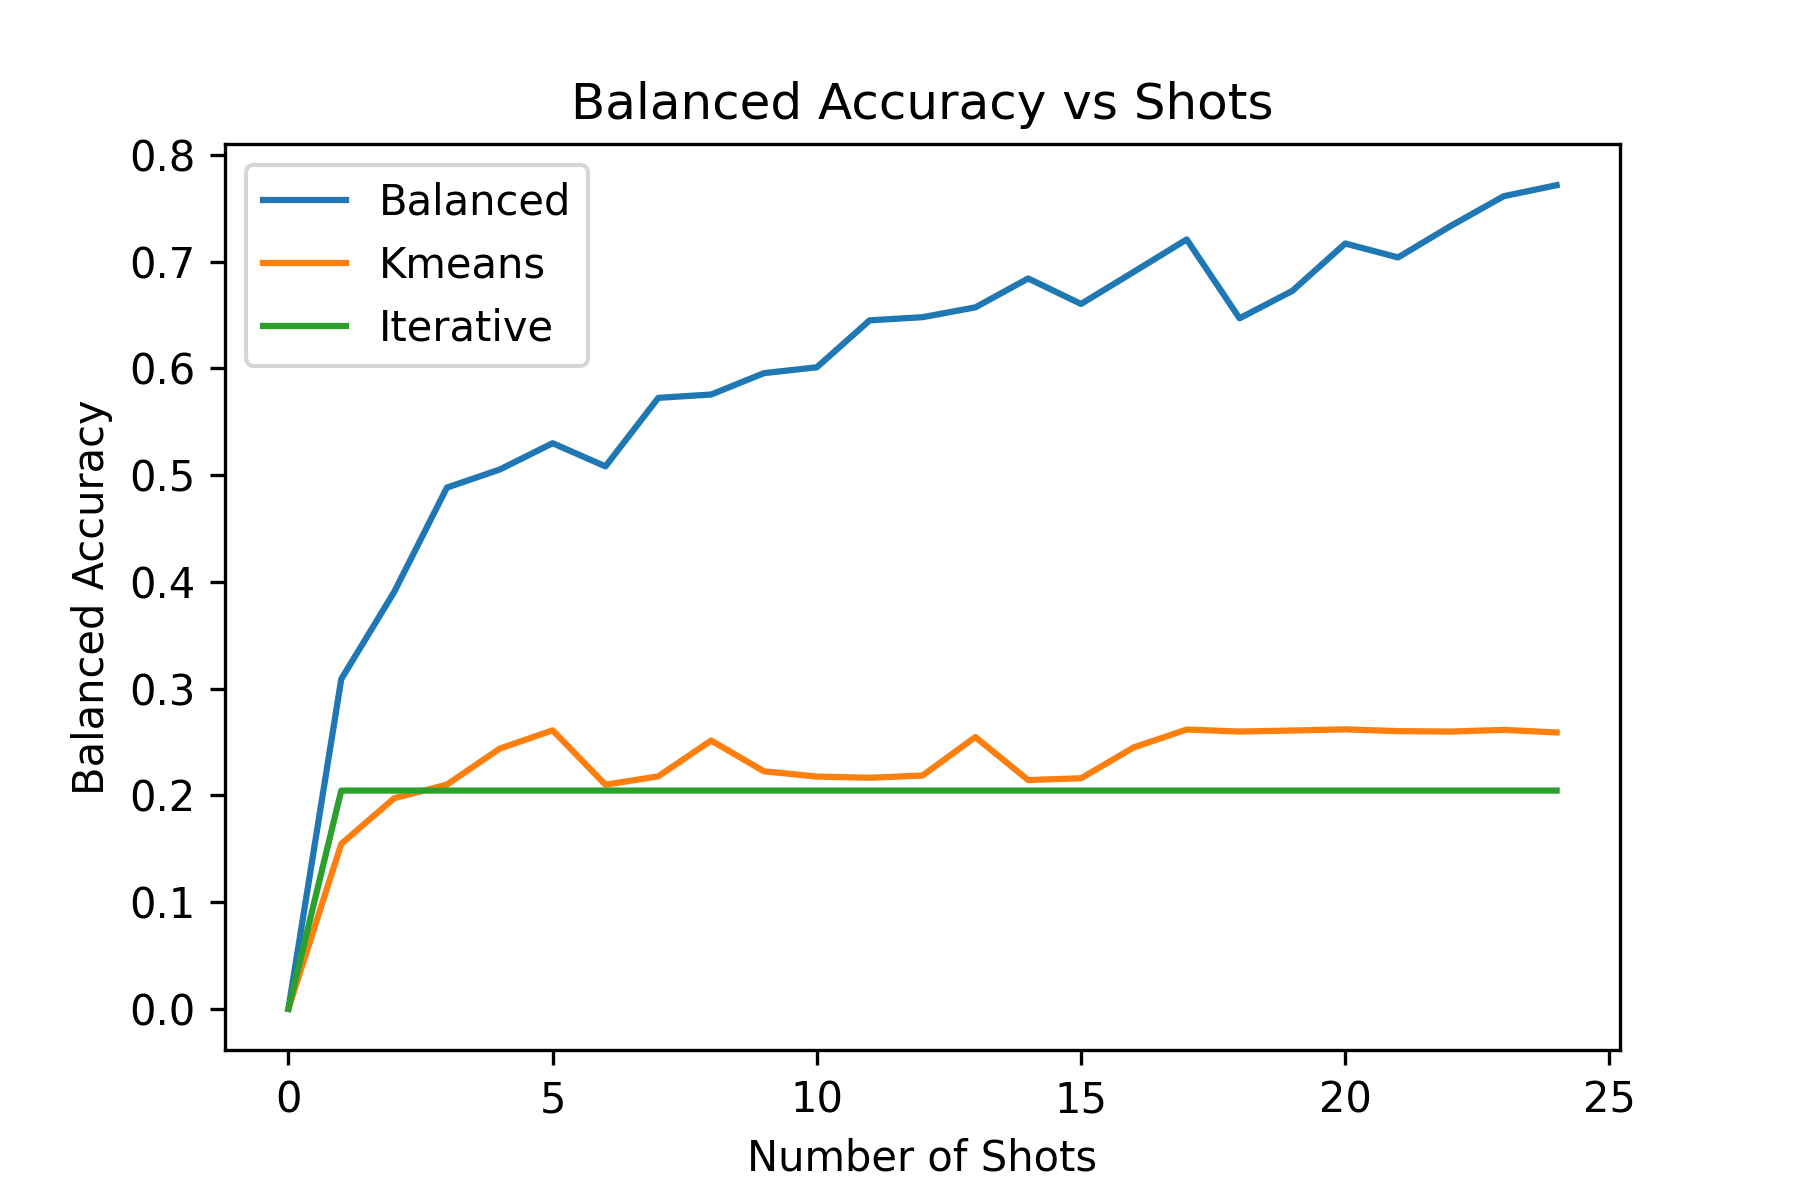 Balanced Accuracy vs Shots
Balanced
Kmeans
Iterative
Balanced Accuracy
0.8
0.7
0.6
0.5
0.4
0.3
0.2
0.1
0.0
0 5 10 15 20 25
Number of Shots